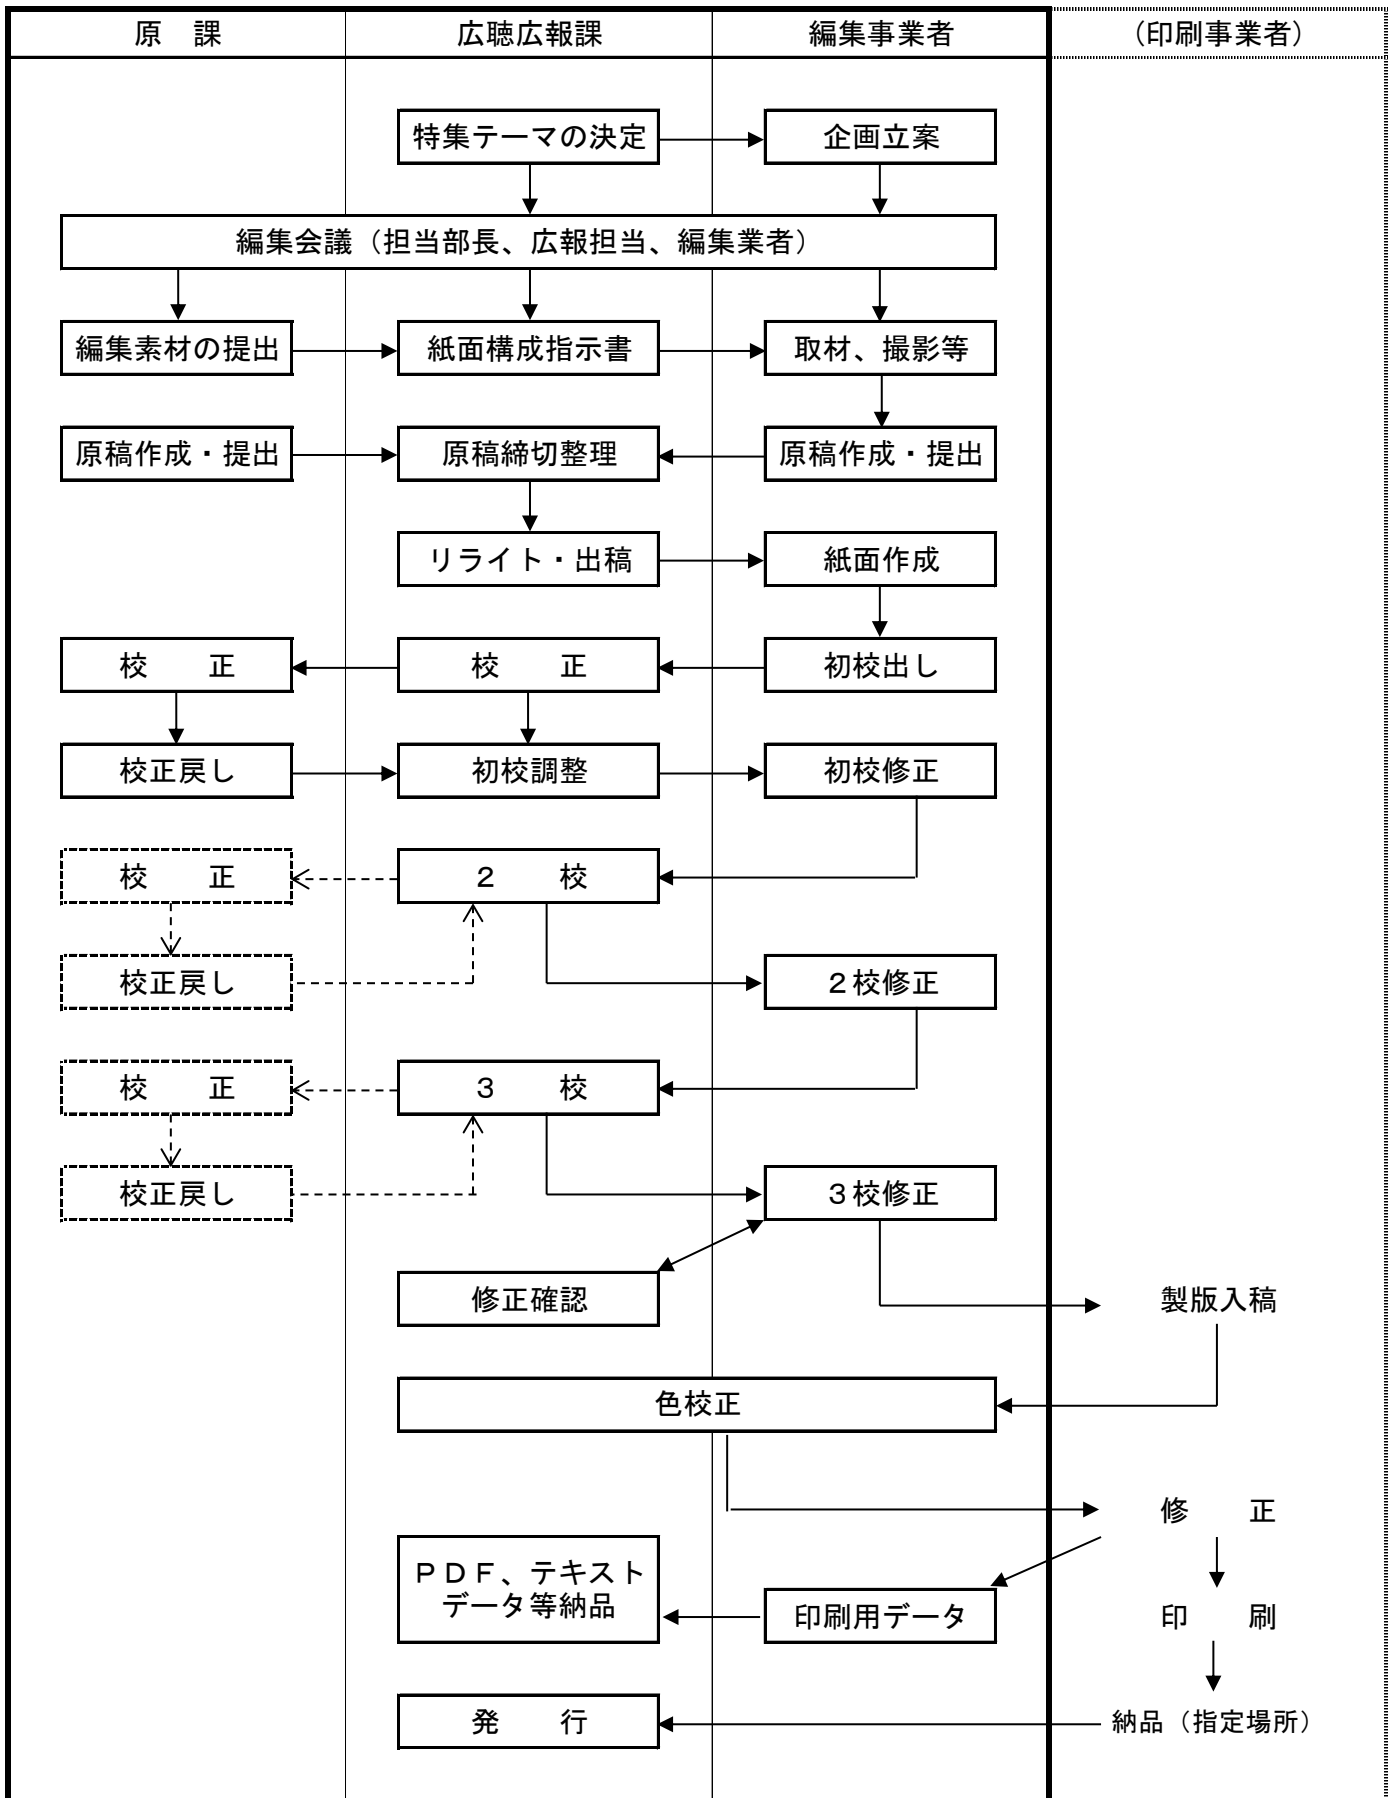 原　課　広聴広報課　編集事業者　（印刷事業者）
特集テーマの決定　企画立案
編集会議（担当部長、広報担当、編集業者）
編集素材の提出　紙面構成指示書　取材、撮影等
原稿作成・提出　原稿締切整理　原稿作成・提出
リライト・出稿　紙面作成
校　　正　校　　正　初校出し
校正戻し　初校調整　初校修正
校　　正　２　　校
校正戻し　２校修正
校　　正　３　　校
校正戻し　３校修正
修正確認　製版入稿
色校正
修　　正
ＰＤＦ、テキスト
データ等納品　印刷用データ　印　　刷
発　　行　納品（指定場所）